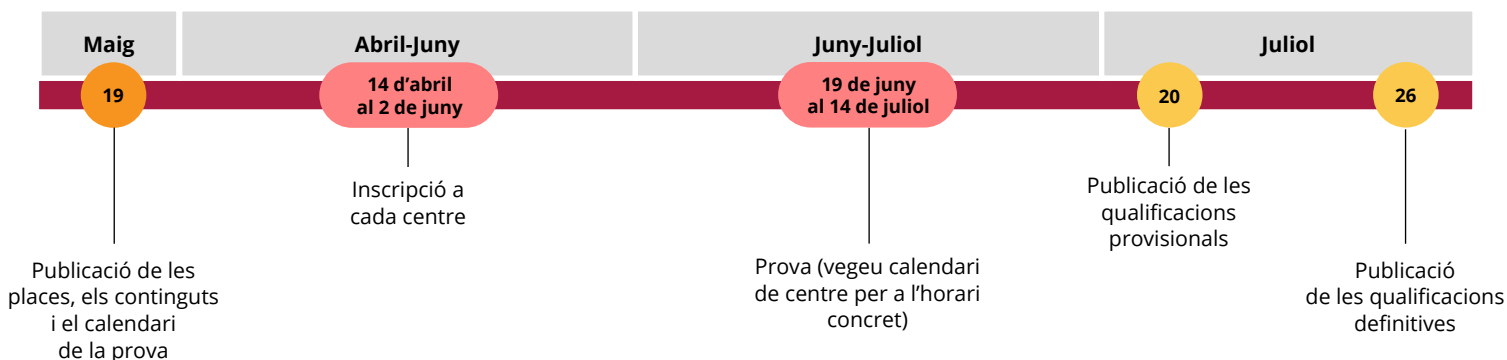 Maig
Abril-Juny
Juny-Juliol
Juliol
19
14 d'abril
al 2 de juny
19 de juny
al 14 de juliol
20
26
Publicació de les
places, els continguts
i el calendari
de la prova
Inscripció a
cada centre
Prova (vegeu calendari
de centre per a l'horari
concret)
Publicació de les
qualificacions
provisionals
Publicació
de les qualificacions
definitives